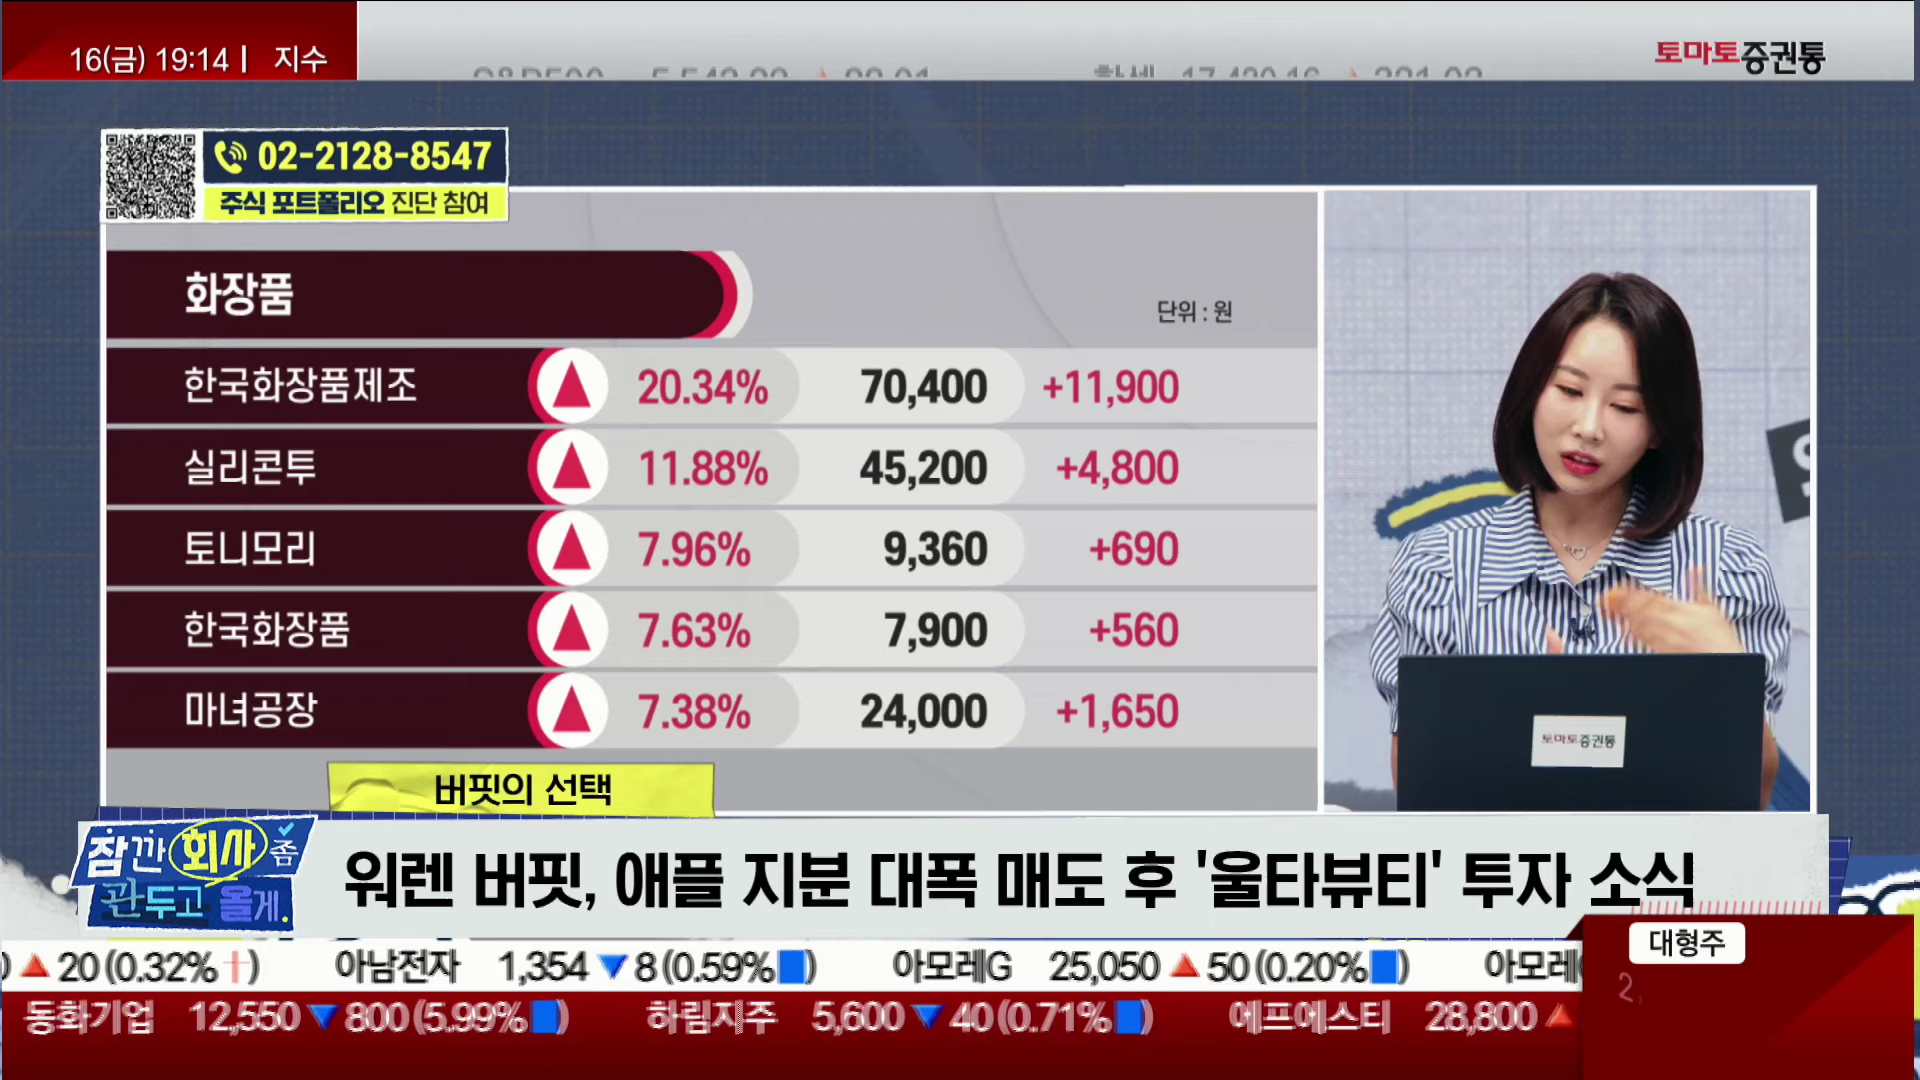 16(금) 19:14 | 지수
토마토증권통
02-2128-8547
주식 포트폴리오 진단 참여
화장품
단위 : 원
한국화장품제조 ▲ 20.34% 70,400 +11,900
실리콘투 ▲ 11.88% 45,200 +4,800
토니모리 ▲ 7.96% 9,360 +690
한국화장품 ▲ 7.63% 7,900 +560
마녀공장 ▲ 7.38% 24,000 +1,650
토마토증권통
버핏의 선택
잠깐 회사 좀
관두고 올게.
워렌 버핏, 애플 지분 대폭 매도 후 '울타뷰티' 투자 소식
대형주
▲ 20 (0.32% ) 아남전자 1,354 ▼ 8 (0.59% ) 아모레G 25,050 ▲ 50 (0.20% ) 아모레
동화기업 12,550 ▼ 800 (5.99% ) 하림지주 5,600 ▼ 40 (0.71% ) 에프에스티 28,800 ▲